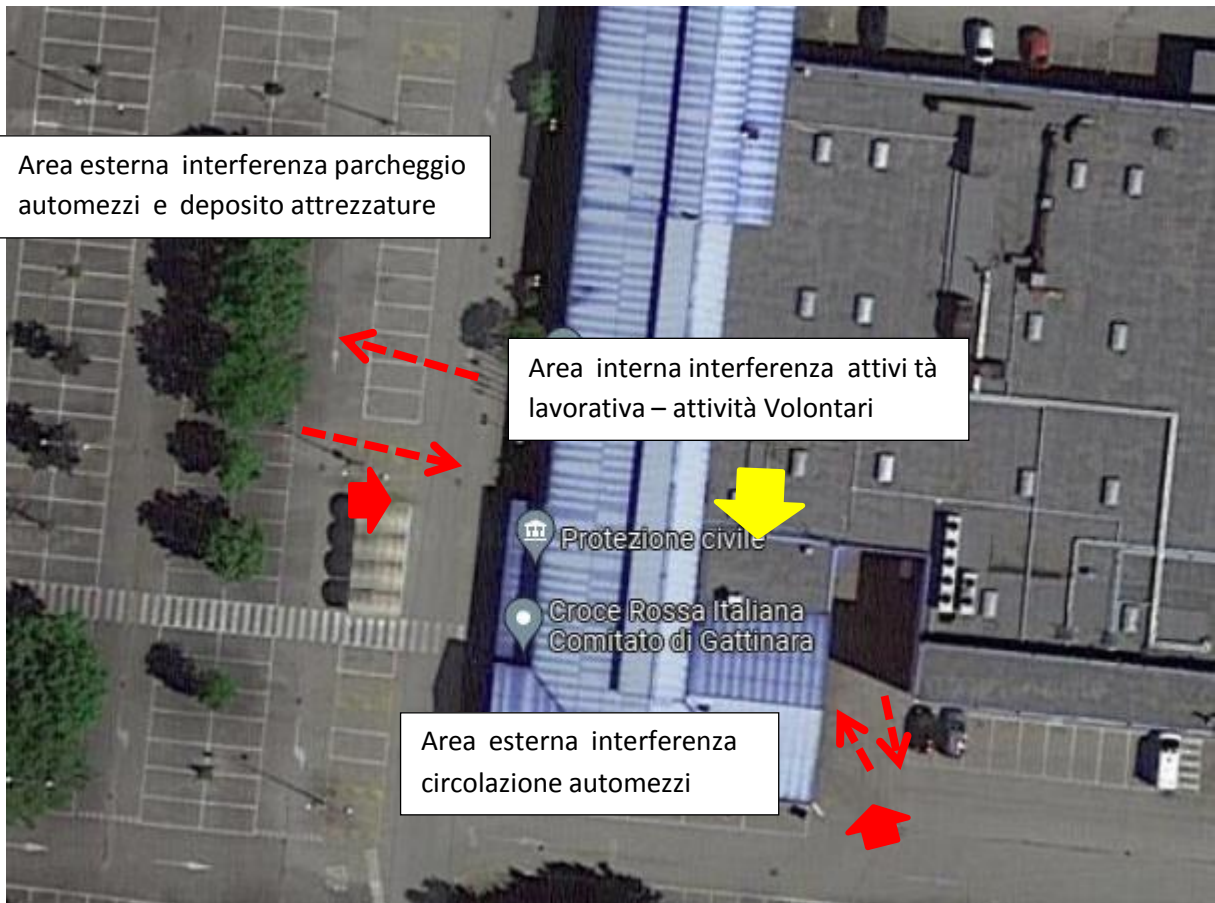 Area esterna interferenza parcheggio
automezzi e deposito attrezzature
Area interna interferenza attivi tà
lavorativa – attività Volontari
Protezione civile
Croce Rossa Italiana
Comitato di Gattinara
Area esterna interferenza
circolazione automezzi